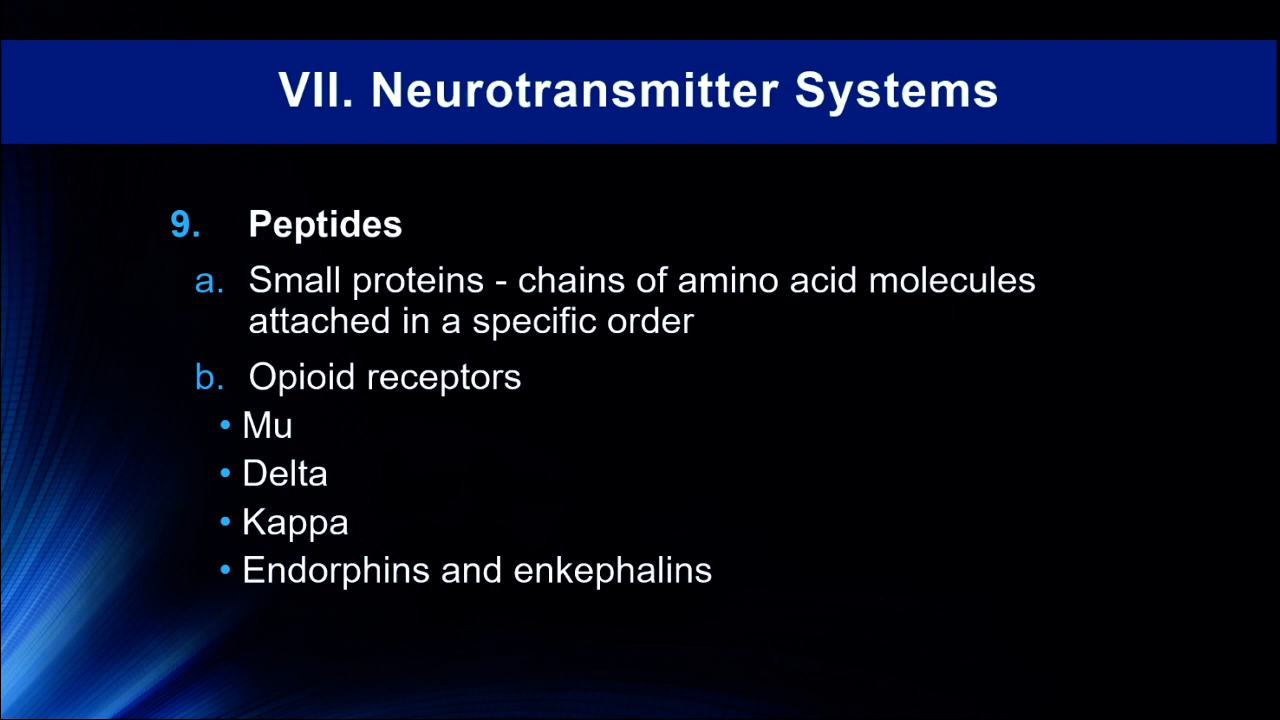 VII. Neurotransmitter Systems
9. Peptides
a. Small proteins - chains of amino acid molecules
attached in a specific order
b. Opioid receptors
• Mu
• Delta
• Kappa
• Endorphins and enkephalins